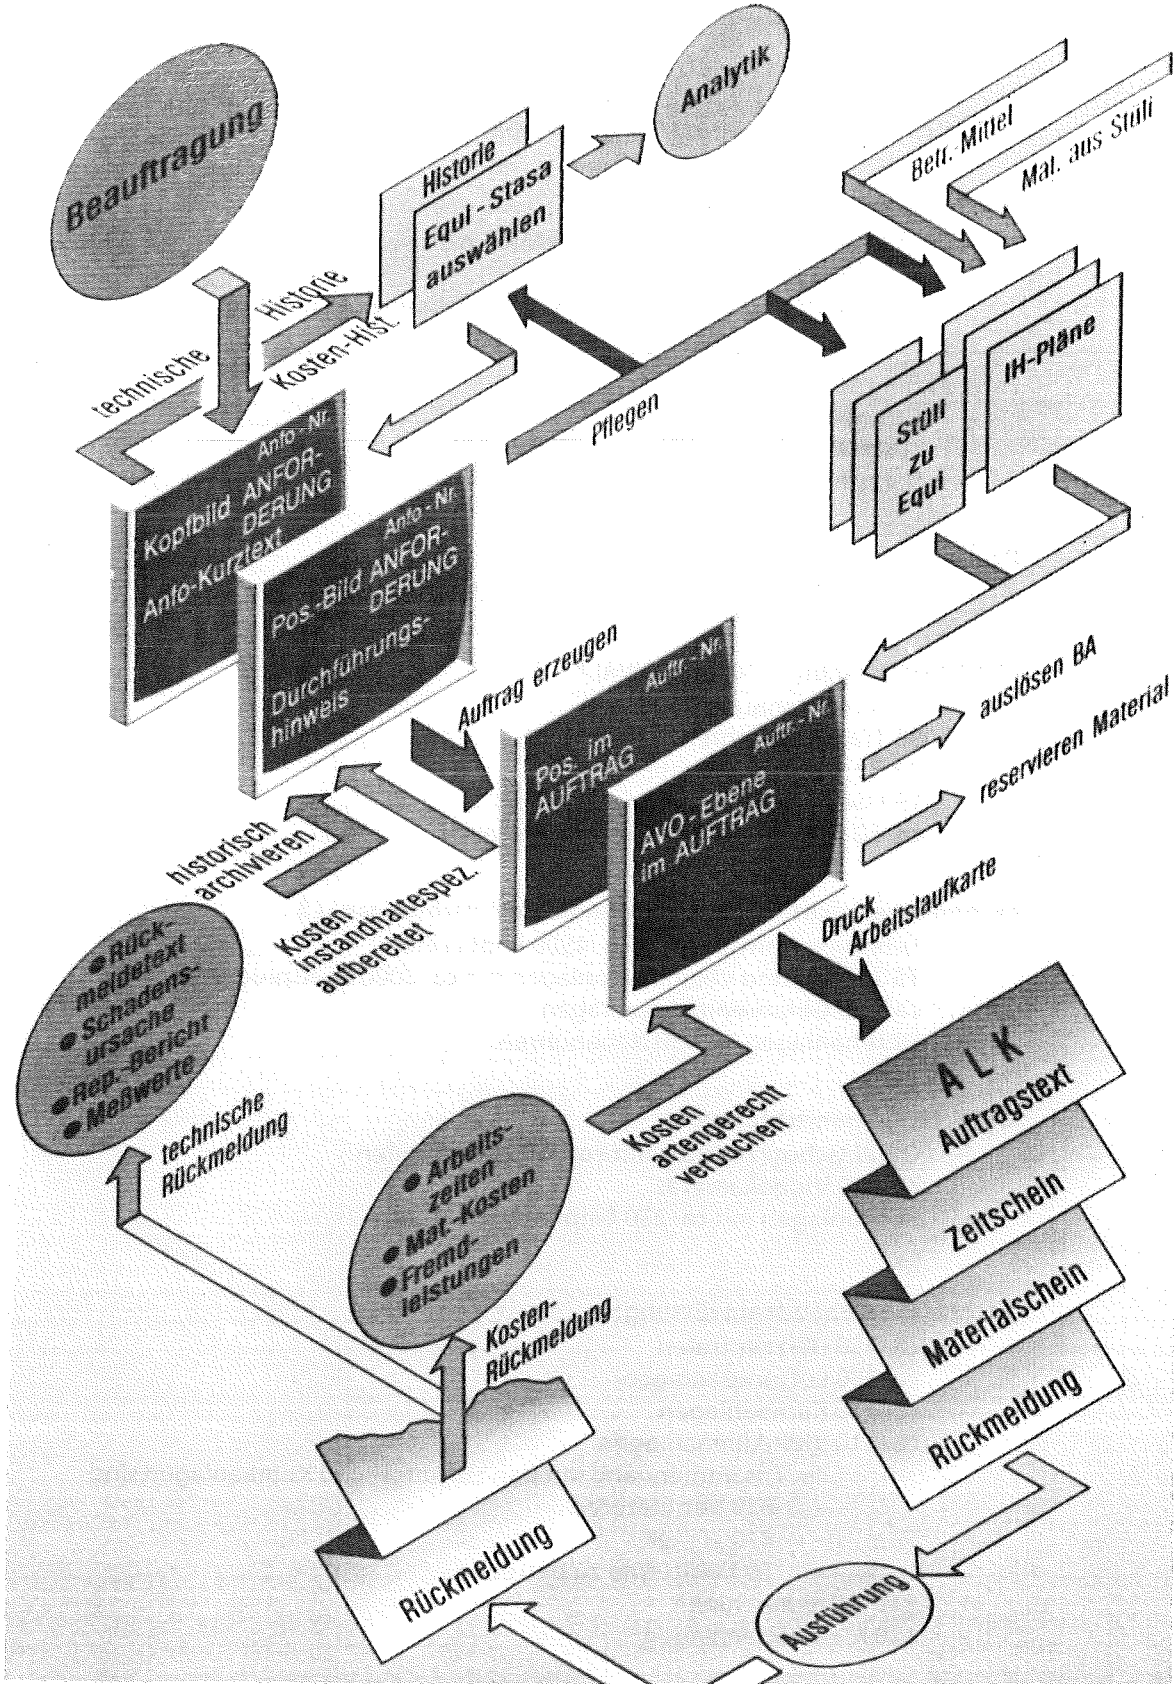 Beauftragung
Analytik
Historie
Equi - Stasa
auswählen
Betr.-Mittel
Mat. aus Stüli
technische
Historie
Kosten-Hist.
Pflegen
IH-Pläne
Stüli
zu
Equi
Anfo-Nr.
Kopfbild ANFOR-
DERUNG
Anfo-Kurztext
Anfo-Nr.
Pos.-Bild ANFOR-
DERUNG
Durchführungs-
hinweis
Auftrag erzeugen
Auftr.-Nr.
Pos. im
AUFTRAG
Auftr.-Nr.
AVO-Ebene
im AUFTRAG
auslösen BA
reservieren Material
historisch
archivieren
Kosten
instandhaltespez.
aufbereitet
Druck
Arbeitslaufkarte
● Rück-
meldetext
● Schadens-
ursache
● Rep.-Bericht
● Meßwerte
technische
Rückmeldung
Kosten
artengerecht
verbuchen
ALK
Auftragstext
Zeitschein
Materialschein
Rückmeldung
● Arbeits-
zeiten
● Mat.-Kosten
● Fremd-
leistungen
Kosten-
Rückmeldung
Rückmeldung
Ausführung